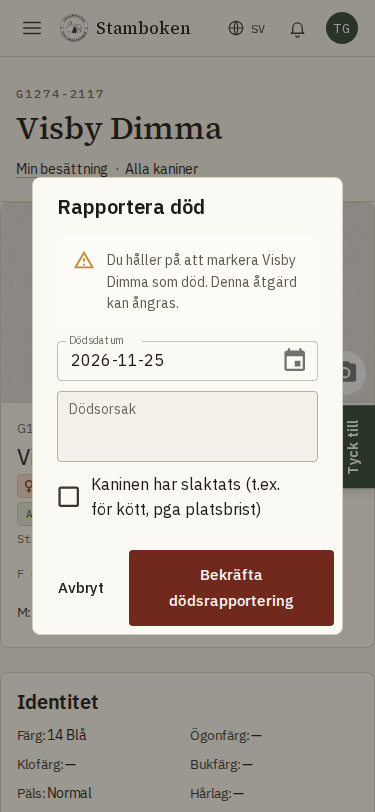 Stamboken
SV
TG
G1274-2117
Visby Dimma
Min besättning · Alla kaniner
Rapportera död
Du håller på att markera Visby
Dimma som död. Denna åtgärd
kan ångras.
Dödsdatum
2026-11-25
Dödsorsak
Tyck till
Kaninen har slaktats (t.ex.
för kött, pga platsbrist)
Avbryt
Bekräfta
dödsrapportering
M:
Identitet
Färg: 14 Blå
Ögonfärg: —
Klofärg: —
Bukfärg: —
Päls: Normal
Hårlag: —